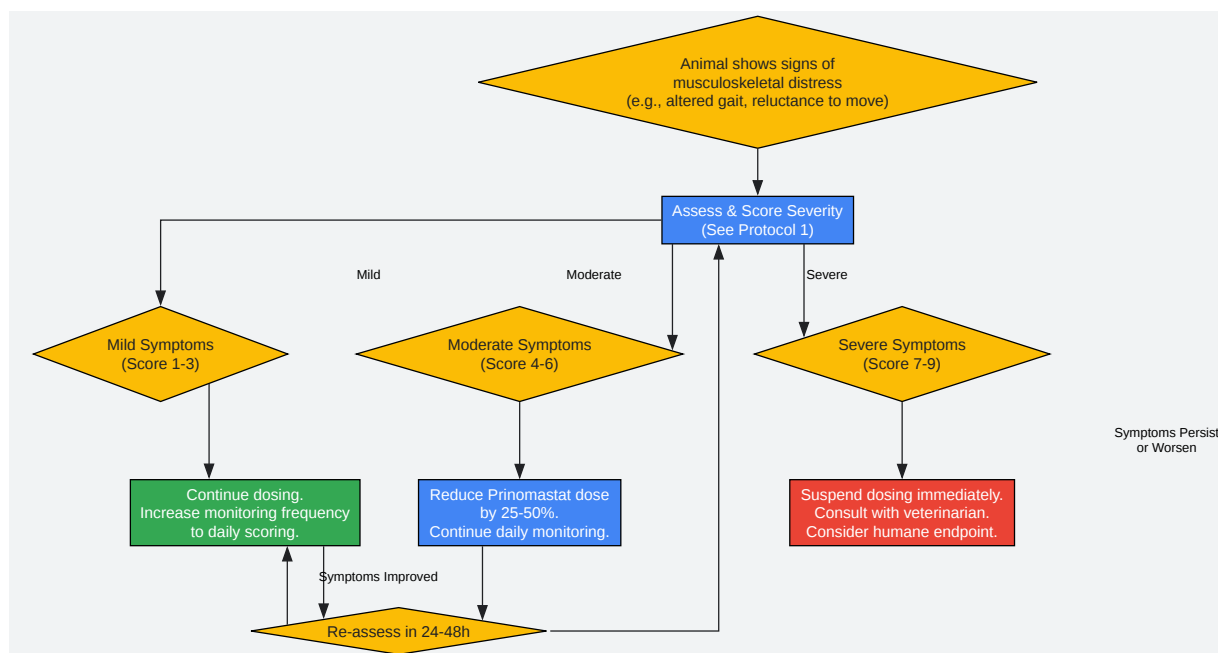 Animal shows signs of
musculoskeletal distress
(e.g., altered gait, reluctance to move)
Assess & Score Severity
(See Protocol 1)
Mild
Moderate
Severe
Mild Symptoms
(Score 1-3)
Moderate Symptoms
(Score 4-6)
Severe Symptoms
(Score 7-9)
Symptoms Persist
or Worsen
Continue dosing.
Increase monitoring frequency
to daily scoring.
Reduce Prinomastat dose
by 25-50%.
Continue daily monitoring.
Suspend dosing immediately.
Consult with veterinarian.
Consider humane endpoint.
Symptoms Improved
Re-assess in 24-48h